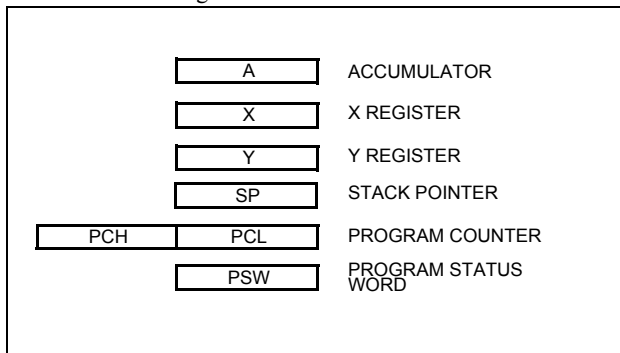 A ACCUMULATOR
X X REGISTER
Y Y REGISTER
SP STACK POINTER
PCH PCL PROGRAM COUNTER
PSW PROGRAM STATUS
WORD